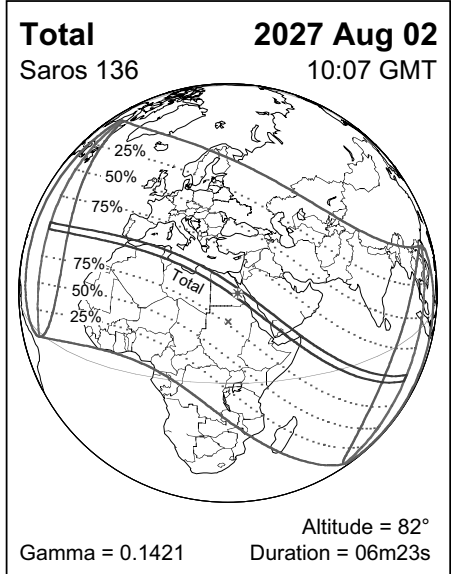 Total 2027 Aug 02
Saros 136 10:07 GMT
25%
50%
75%
75%
Total
50%
25%
Altitude = 82°
Gamma = 0.1421 Duration = 06m23s